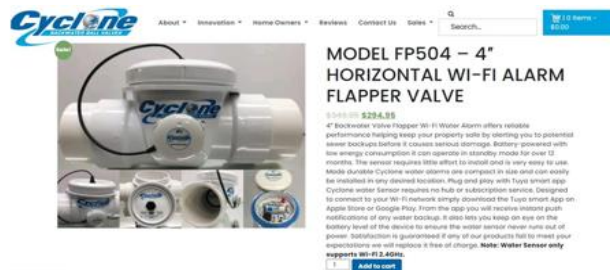 Cyclone
BACKWATER BALL VALVES
About
Innovation
Home Owners
Reviews
Contact Us
Sales
Search...
| 0 Items -
$0.00
Sale!
Cyclone
MODEL FP504 – 4″
HORIZONTAL WI-FI ALARM
FLAPPER VALVE
$294.95
4″ Backwater Valve Flapper Wi-Fi Water Alarm offers reliable
performance helping keep your property safe by alerting you to potential
sewer backups before it causes serious damage. Battery-powered with
low energy consumption it can operate in standby mode for over 12
months. The sensor requires little effort to install and is very easy to use.
Made durable Cyclone water alarms are compact in size and can easily
be installed in any desired location. Plug and play with Tuya smart app
Cyclone water Sensor requires no hub or subscription service. Designed
to connect to your Wi-Fi network simply download the Tuya smart App on
Apple Store or Google Play. From the app you will receive instant push
notifications of any water backup. It also lets you keep an eye on the
battery level of the device to ensure the water sensor never runs out of
power. Satisfaction is guaranteed if any of our products fail to meet your
expectations we will replace it free of charge. Note: Water Sensor only
supports Wi-Fi 2.4GHz.
1
Add to cart